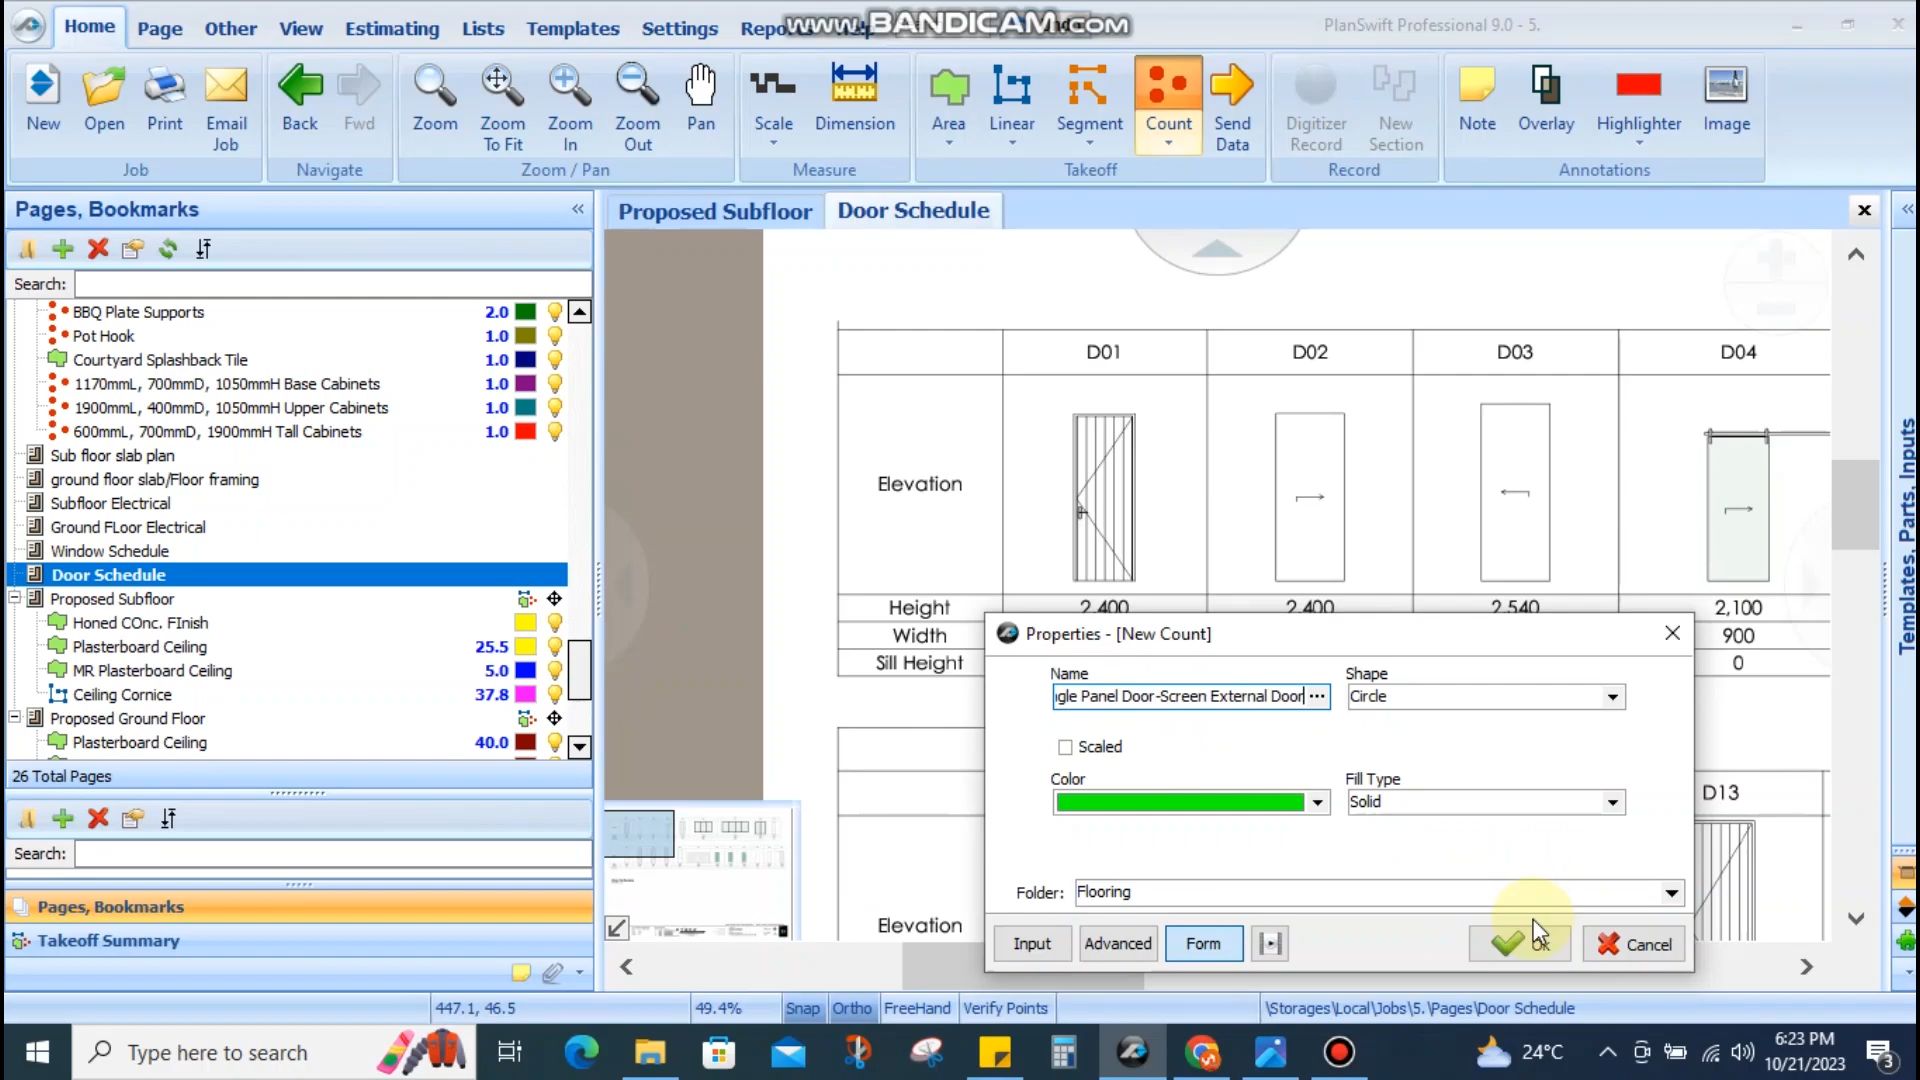 Home Page Other View Estimating Lists Templates Settings
www.BANDICAM.com
PlanSwift Professional 9.0 - 5.
New Open Print Email Job
Back Fwd
Zoom Zoom To Fit Zoom In Zoom Out Pan
Scale Dimension
Area Linear Segment Count Send Data
Digitizer Record New Section
Note Overlay Highlighter Image
Job Navigate Zoom / Pan Measure Takeoff Record Annotations
Pages, Bookmarks
Search:
BBQ Plate Supports 2.0
Pot Hook 1.0
Courtyard Splashback Tile 1.0
1170mmL, 700mmD, 1050mmH Base Cabinets 1.0
1900mmL, 400mmD, 1050mmH Upper Cabinets 1.0
600mmL, 700mmD, 1900mmH Tall Cabinets 1.0
Sub floor slab plan
ground floor slab/Floor framing
Subfloor Electrical
Ground FLoor Electrical
Window Schedule
Door Schedule
Proposed Subfloor
Honed COnc. FInish
Plasterboard Ceiling 25.5
MR Plasterboard Ceiling 5.0
Ceiling Cornice 37.8
Proposed Ground Floor
Plasterboard Ceiling 40.0
26 Total Pages
Search:
Pages, Bookmarks
Takeoff Summary
Proposed Subfloor Door Schedule
D01 D02 D03 D04
Elevation
Height 2,400 2,400 2,540 2,100
Width 900
Sill Height 0
D13
Elevation
Properties - [New Count]
Name Shape
gle Panel Door-Screen External Door ... Circle
Scaled
Color Fill Type
Solid
Folder: Flooring
Input Advanced Form Ok Cancel
Templates, Parts, Inputs
447.1, 46.5 49.4% Snap Ortho FreeHand Verify Points \Storages\Local\Jobs\5.\Pages\Door Schedule
Type here to search
24°C
6:23 PM
10/21/2023
3